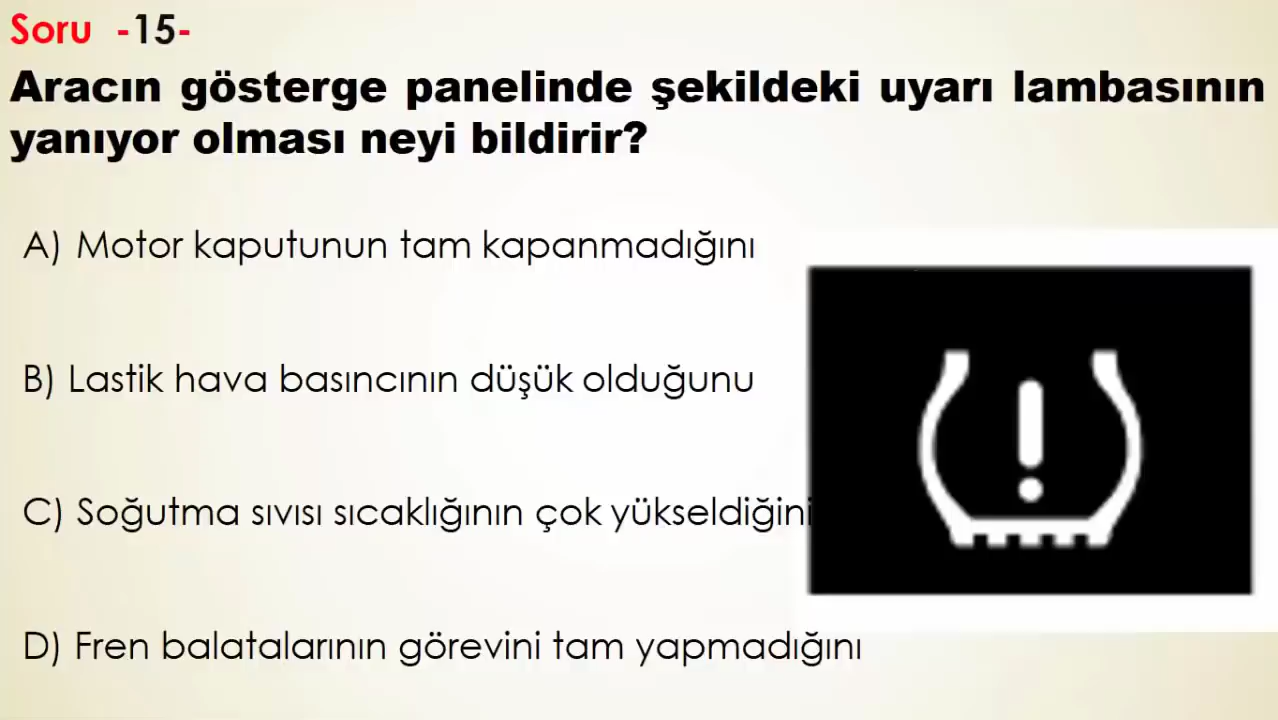 Soru -15-
Aracın gösterge panelinde şekildeki uyarı lambasının
yanıyor olması neyi bildirir?
A) Motor kaputunun tam kapanmadığını
B) Lastik hava basıncının düşük olduğunu
C) Soğutma sıvısı sıcaklığının çok yükseldiğini
D) Fren balatalarının görevini tam yapmadığını